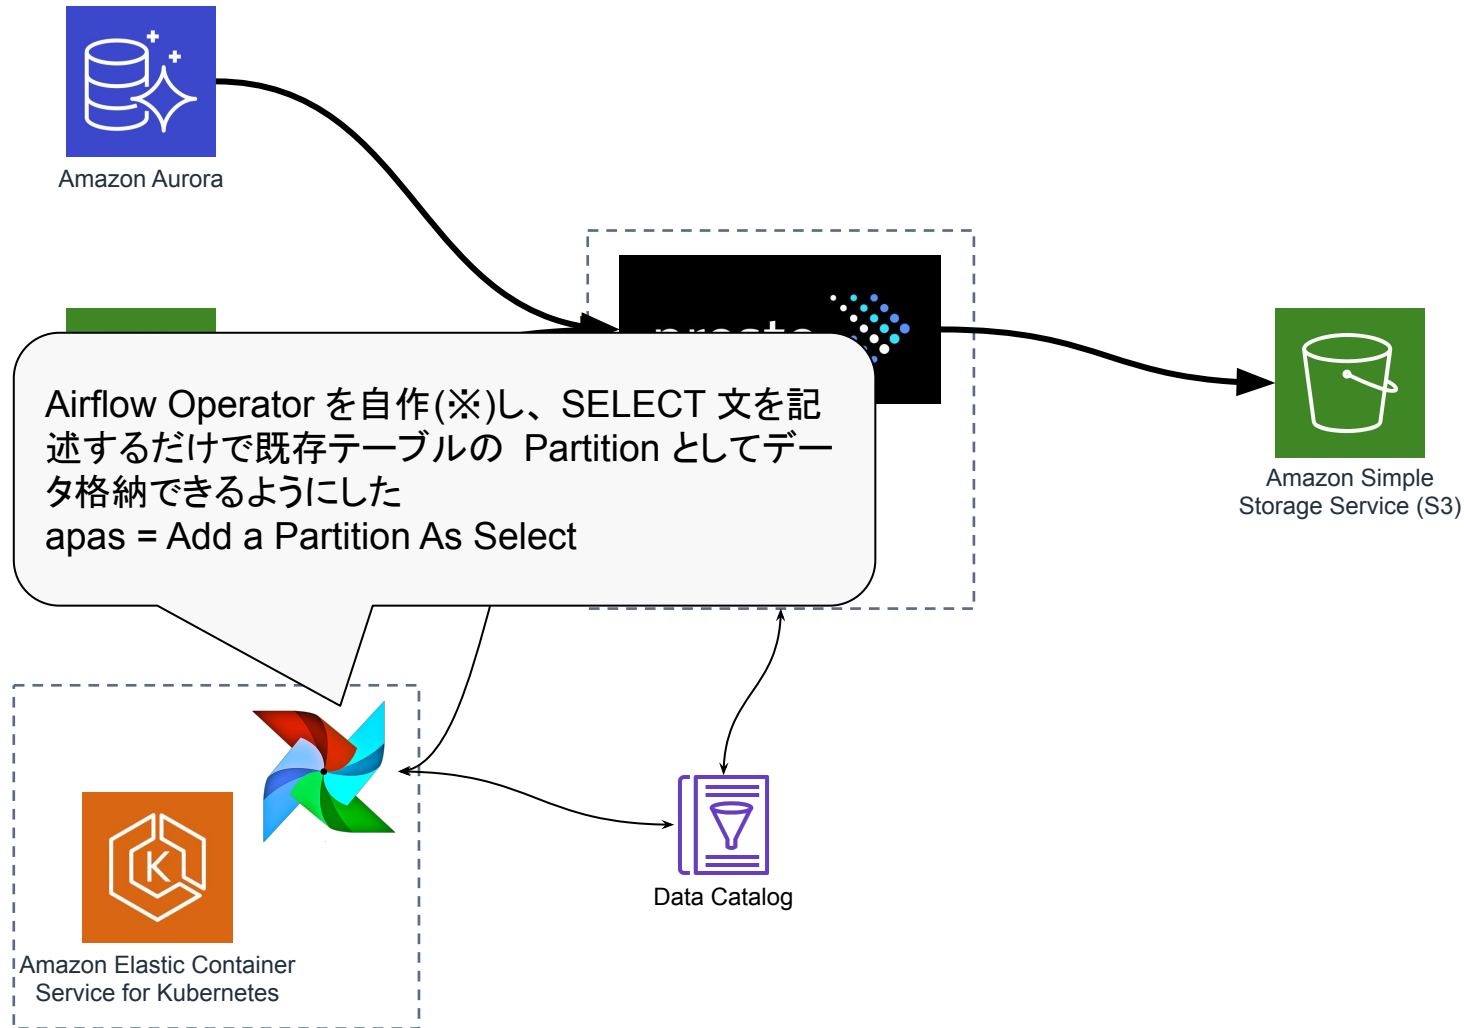 Amazon Aurora
Airflow Operator を自作(※)し、SELECT 文を記
述するだけで既存テーブルの Partition としてデー
タ格納できるようにした
apas = Add a Partition As Select
Amazon Simple
Storage Service (S3)
K
Data Catalog
Amazon Elastic Container
Service for Kubernetes